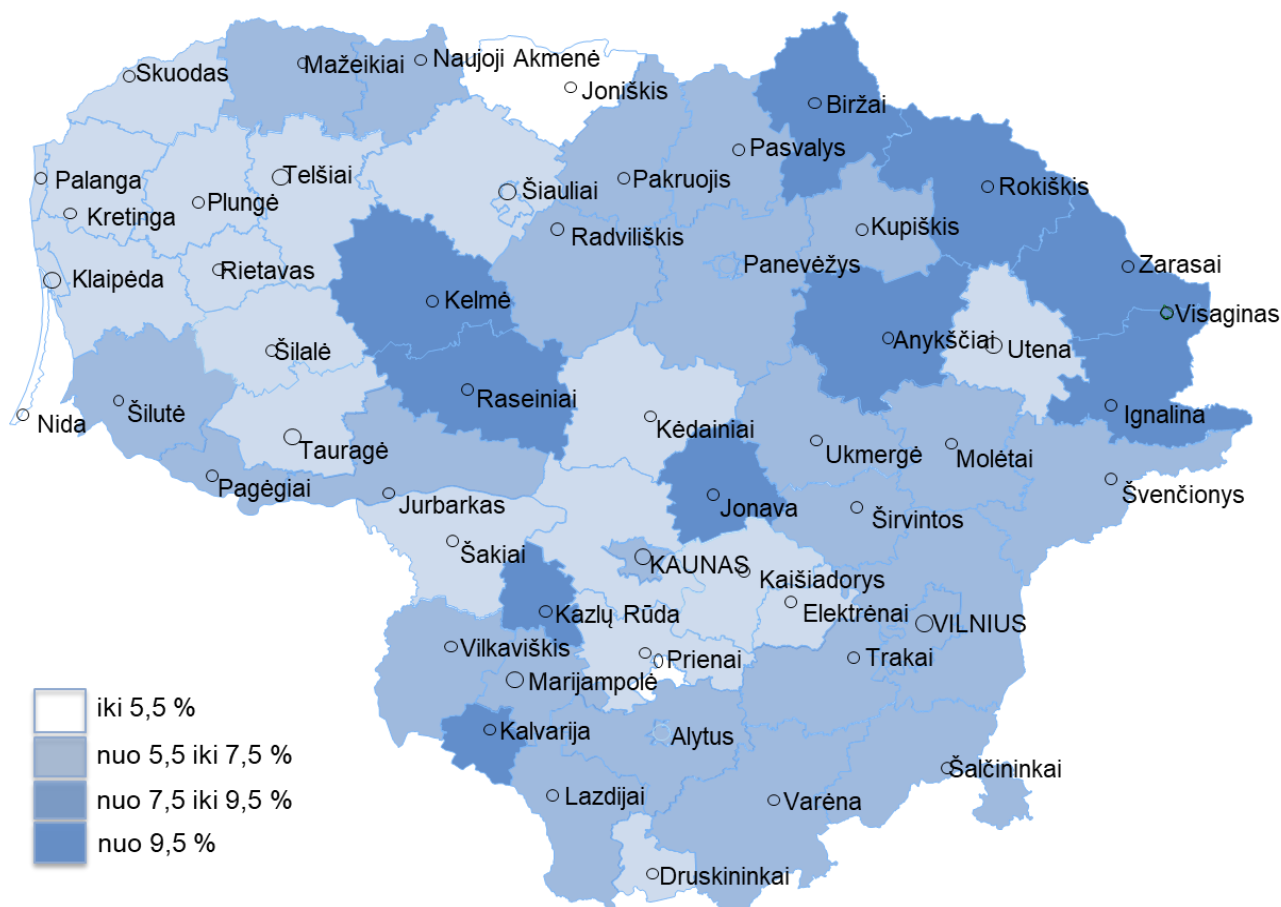 Skuodas
Mažeikiai
Naujoji Akmenė
Joniškis
Biržai
Pasvalys
Palanga
Telšiai
Šiauliai
Pakruojis
Rokiškis
Kretinga
Plungė
Radviliškis
Kupiškis
Klaipėda
Rietavas
Panevėžys
Zarasai
Kelmė
Visaginas
Anykščiai
Utena
Šilalė
Raseiniai
Ignalina
Nida
Šilutė
Kėdainiai
Tauragė
Ukmergė
Molėtai
Pagėgiai
Švenčionys
Jurbarkas
Jonava
Širvintos
Šakiai
KAUNAS
Kaišiadorys
Kazlų Rūda
Elektrėnai
VILNIUS
Vilkaviškis
Prienai
Trakai
Marijampolė
Kalvarija
Alytus
Šalčininkai
Lazdijai
Varėna
Druskininkai
iki 5,5 %
nuo 5,5 iki 7,5 %
nuo 7,5 iki 9,5 %
nuo 9,5 %